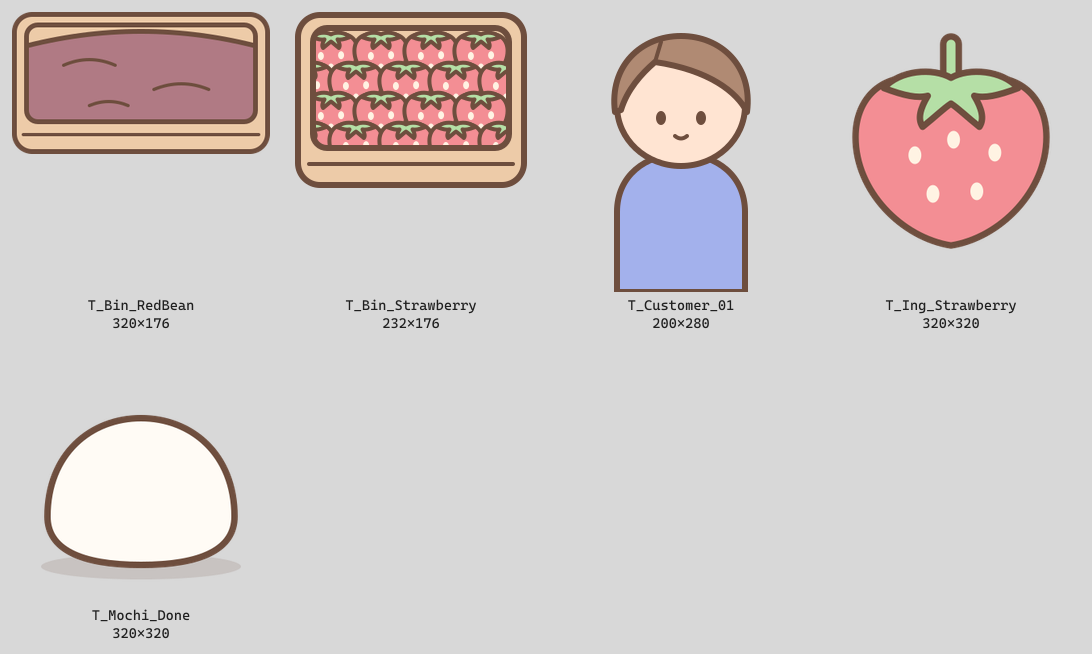 T_Bin_RedBean
320×176
T_Bin_Strawberry
232×176
T_Customer_01
200×280
T_Ing_Strawberry
320×320
T_Mochi_Done
320×320